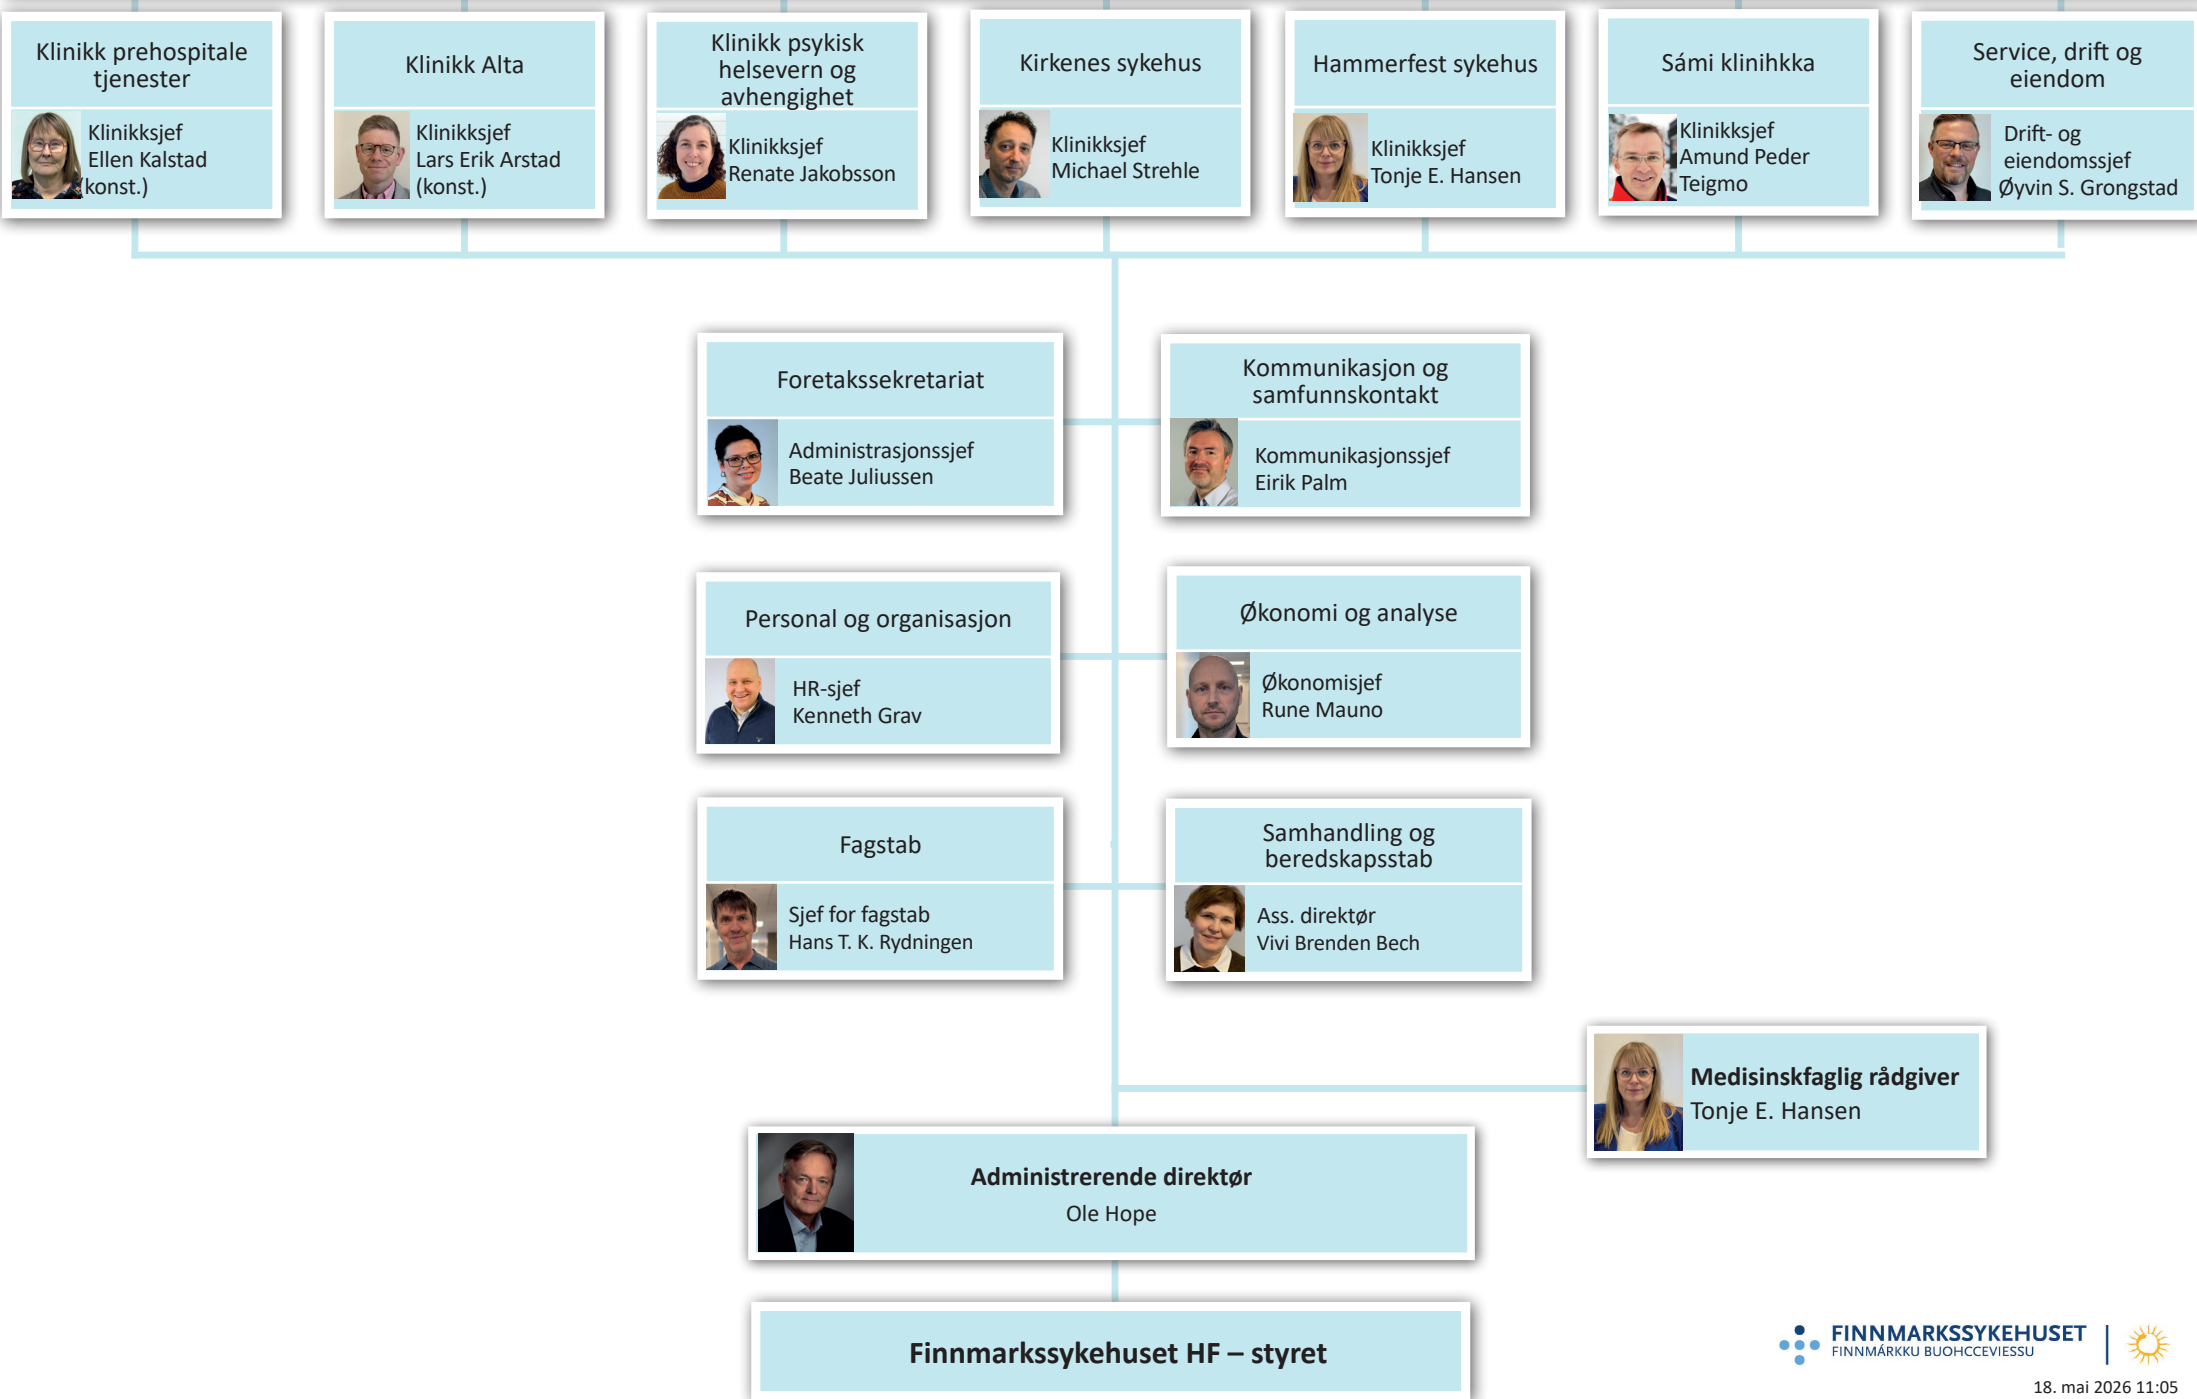 Klinikk prehospitale
tjenester
Klinikksjef
Ellen Kalstad
(konst.)
Klinikk Alta
Klinikksjef
Lars Erik Arstad
(konst.)
Klinikk psykisk
helsevern og
avhengighet
Klinikksjef
Renate Jakobsson
Kirkenes sykehus
Klinikksjef
Michael Strehle
Hammerfest sykehus
Klinikksjef
Tonje E. Hansen
Sámi klinihkka
Klinikksjef
Amund Peder
Teigmo
Service, drift og
eiendom
Drift- og
eiendomssjef
Øyvin S. Grongstad
Foretakssekretariat
Administrasjonssjef
Beate Juliussen
Kommunikasjon og
samfunnskontakt
Kommunikasjonssjef
Eirik Palm
Personal og organisasjon
HR-sjef
Kenneth Grav
Økonomi og analyse
Økonomisjef
Rune Mauno
Fagstab
Sjef for fagstab
Hans T. K. Rydningen
Samhandling og
beredskapsstab
Ass. direktør
Vivi Brenden Bech
Medisinskfaglig rådgiver
Tonje E. Hansen
Administrerende direktør
Ole Hope
Finnmarkssykehuset HF – styret
FINNMARKSSYKEHUSET
FINNMÁRKKU BUOHCCEVIESSU
18. mai 2026 11:05